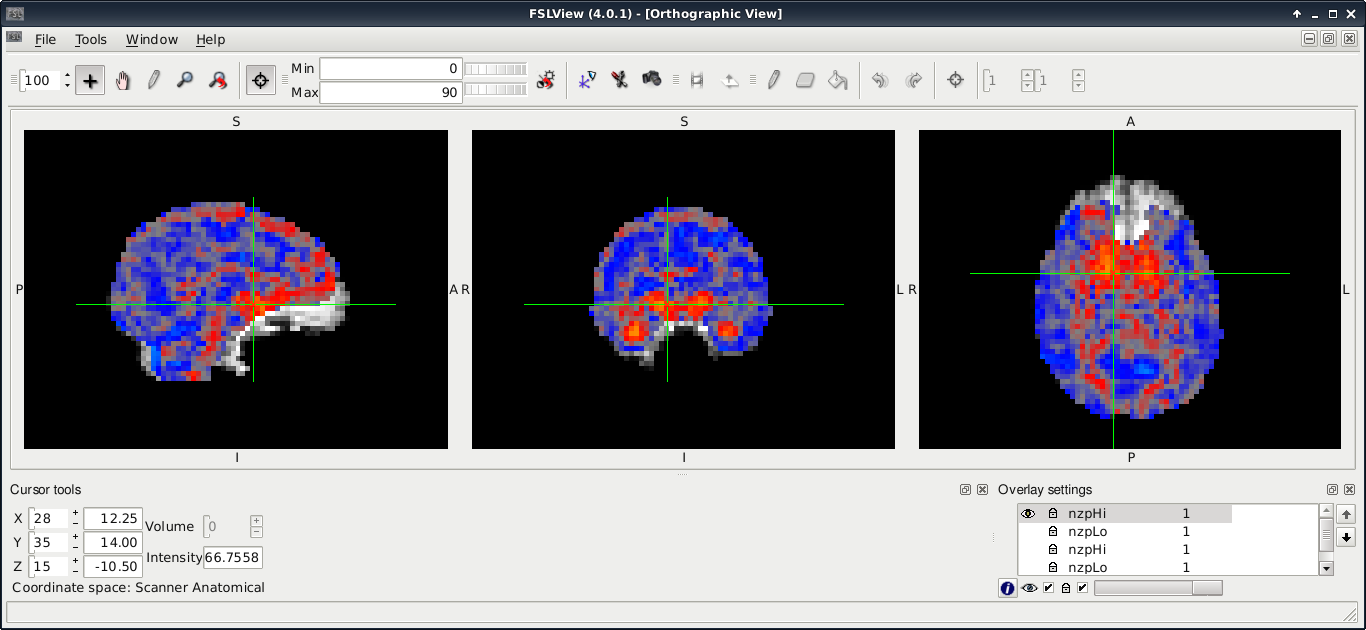 FSLView (4.0.1) - [Orthographic View]
File Tools Window Help
100
Min 0
Max 90
1 1
S S A
P A R L R L
I I P
Cursor tools
Overlay settings
X 28 12.25
Y 35 14.00
Z 15 -10.50
Volume 0
Intensity 66.7558
Coordinate space: Scanner Anatomical
nzpHi 1
nzpLo 1
nzpHi 1
nzpLo 1